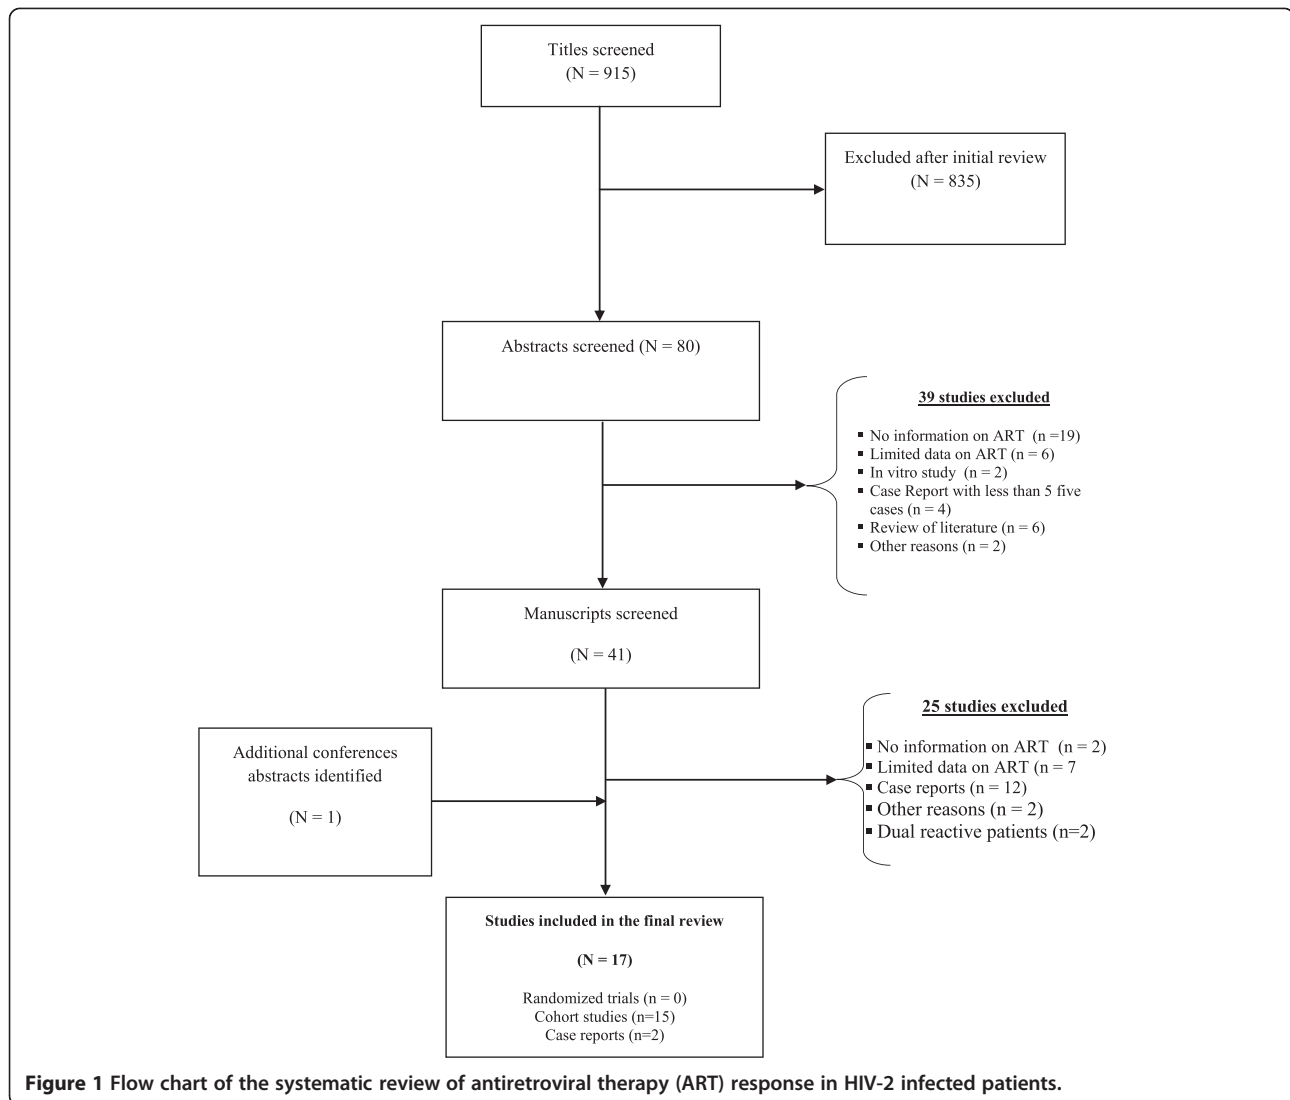 Titles screened
(N = 915)
Excluded after initial review
(N = 835)
Abstracts screened (N = 80)
39 studies excluded
▪ No information on ART (n =19)
▪ Limited data on ART (n = 6)
▪ In vitro study (n = 2)
▪ Case Report with less than 5 five
cases (n = 4)
▪ Review of literature (n = 6)
▪ Other reasons (n = 2)
Manuscripts screened
(N = 41)
25 studies excluded
▪ No information on ART (n = 2)
▪ Limited data on ART (n = 7
▪ Case reports (n = 12)
▪ Other reasons (n = 2)
▪ Dual reactive patients (n=2)
Additional conferences
abstracts identified
(N = 1)
Studies included in the final review
(N = 17)
Randomized trials (n = 0)
Cohort studies (n=15)
Case reports (n=2)
Figure 1 Flow chart of the systematic review of antiretroviral therapy (ART) response in HIV-2 infected patients.